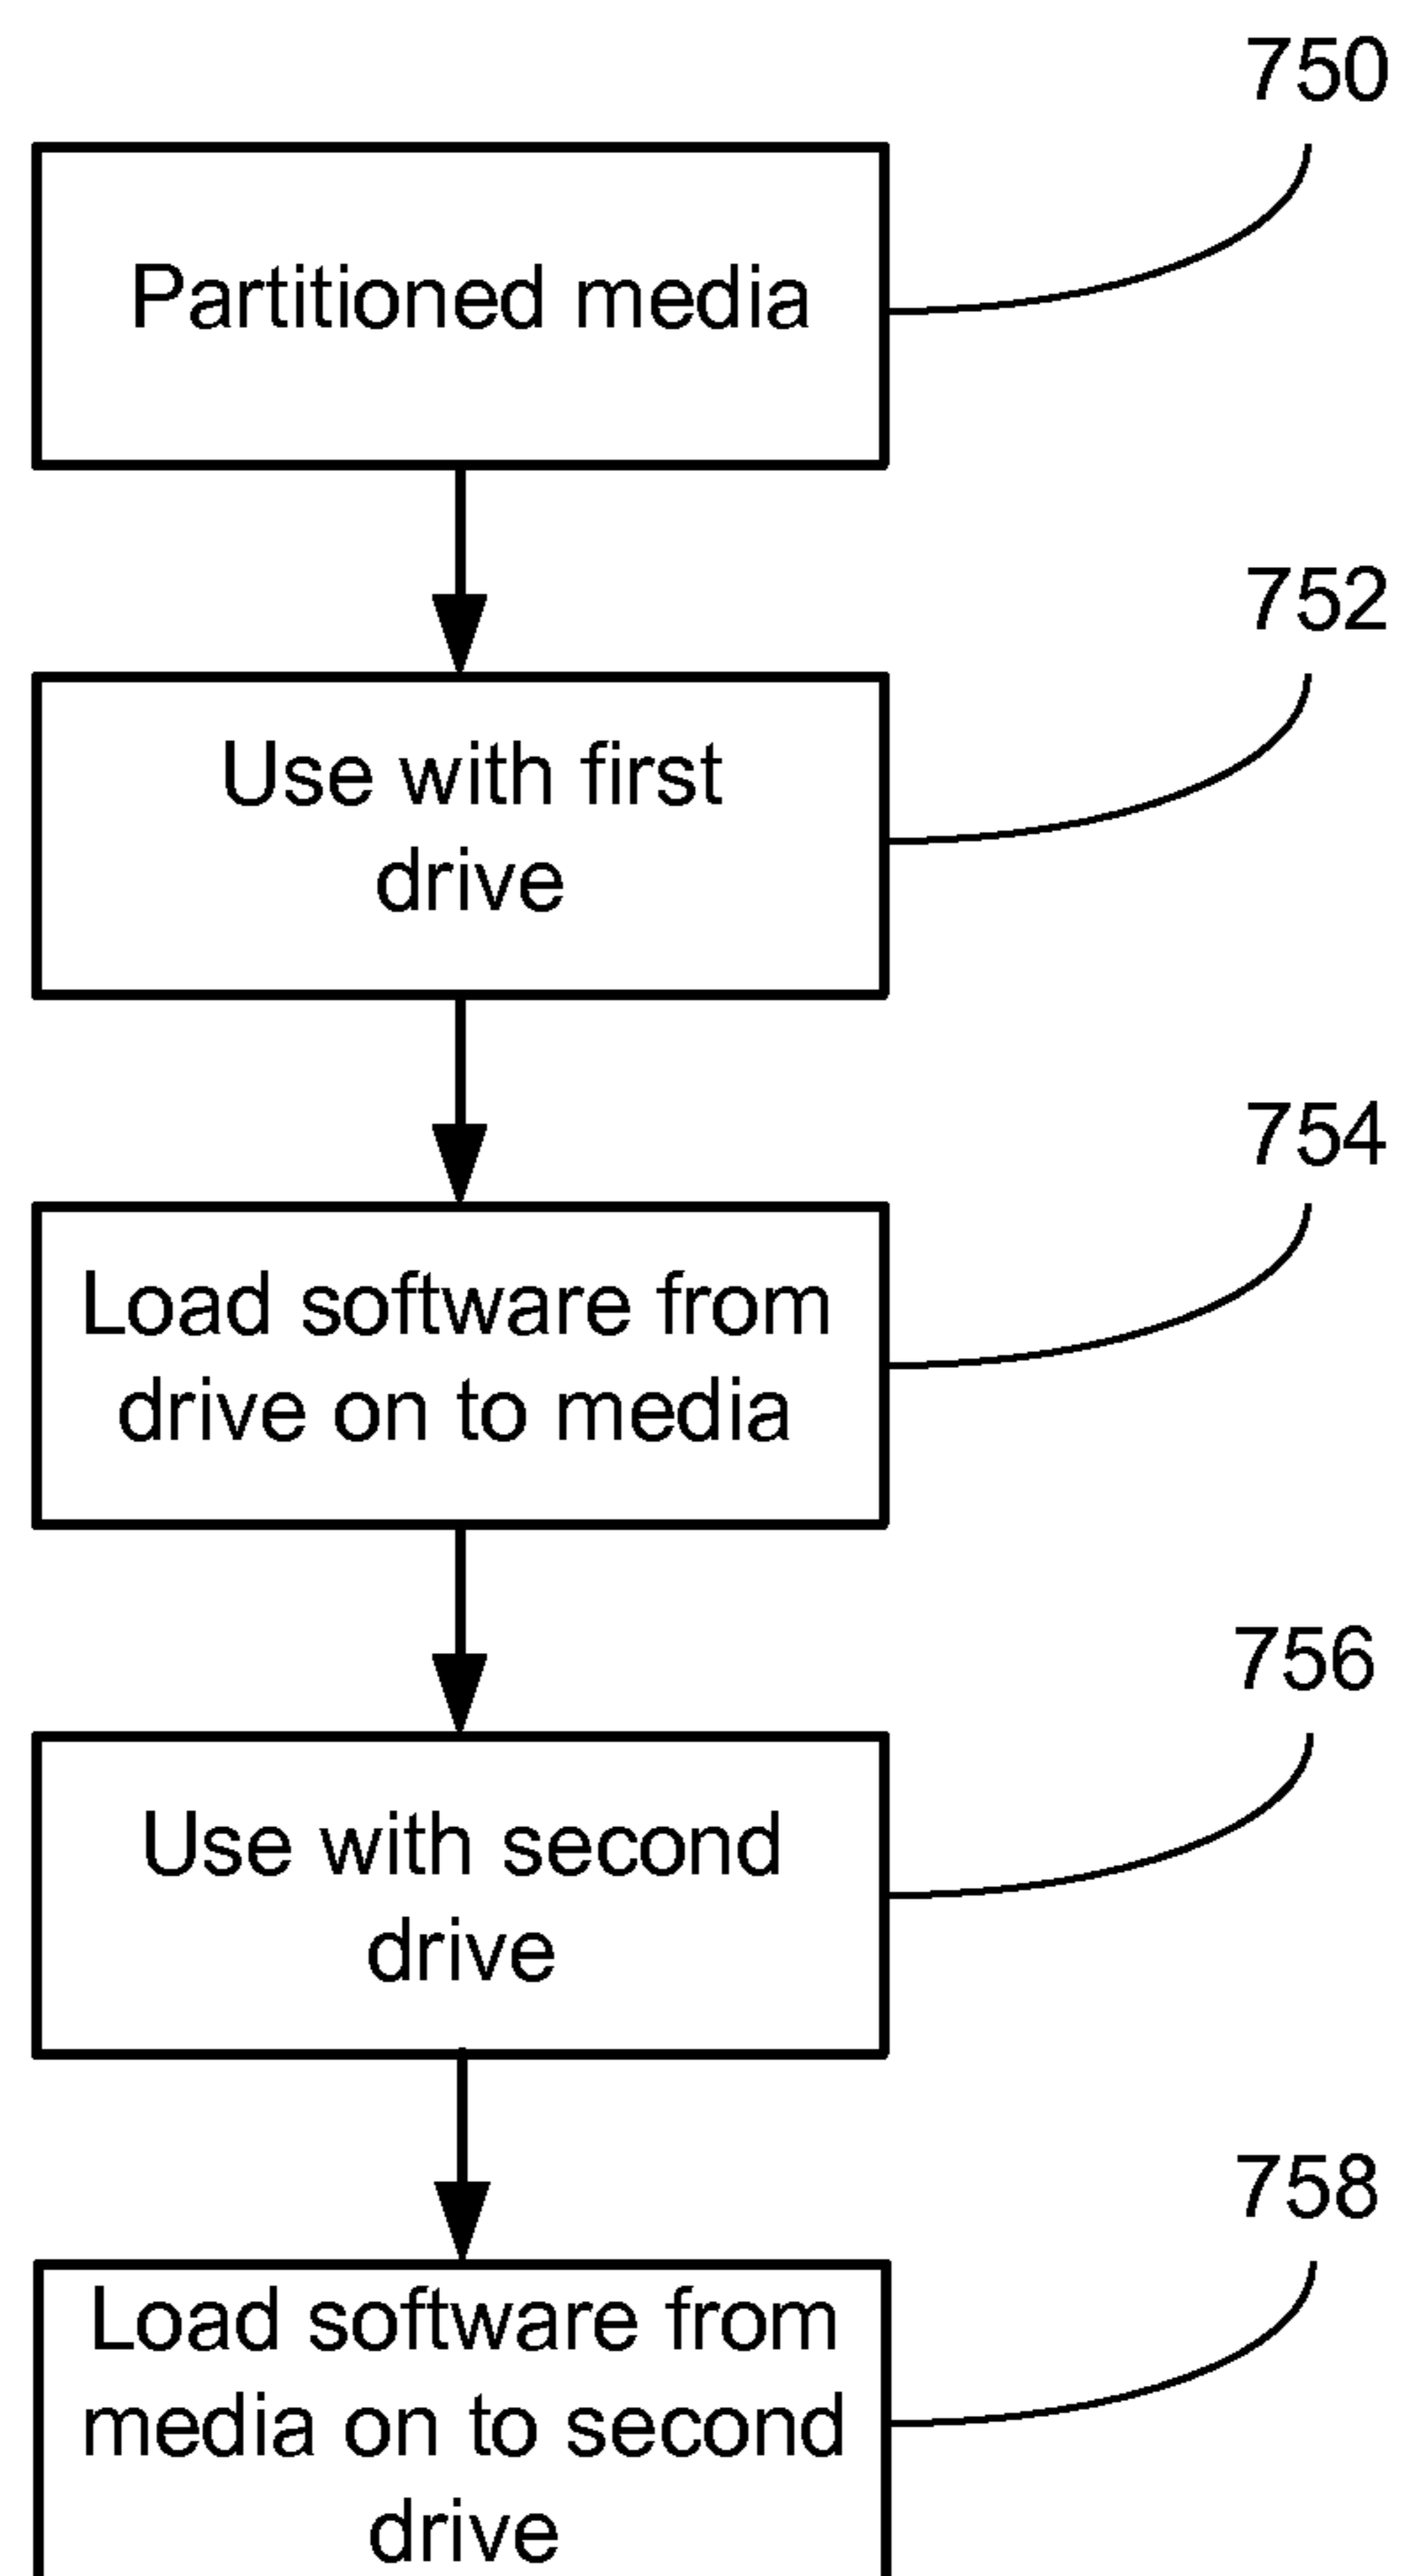 750
Partitioned media
752
Use with first
drive
754
Load software from
drive on to media
756
Use with second
drive
758
Load software from
media on to second
drive